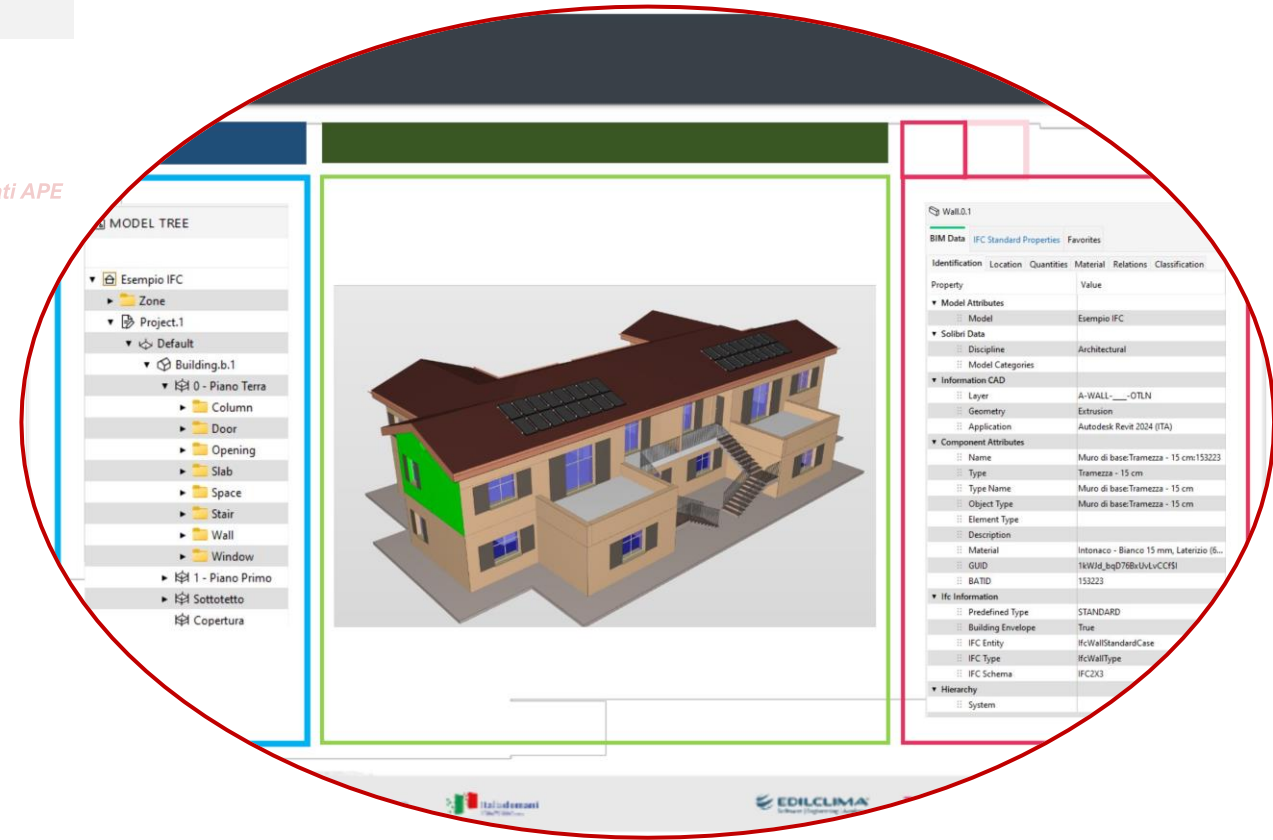 ti APE
MODEL TREE
Esempio IFC
Zone
Project.1
Default
Building.b.1
0 - Piano Terra
Column
Door
Opening
Slab
Space
Stair
Wall
Window
1 - Piano Primo
Sottotetto
Copertura
Wall.0.1
BIM Data IFC Standard Properties Favorites
Identification Location Quantities Material Relations Classification
Property Value
Model Attributes
Model Esempio IFC
Solibri Data
Discipline Architectural
Model Categories
Information CAD
Layer A-WALL-___-OTLN
Geometry Extrusion
Application Autodesk Revit 2024 (ITA)
Component Attributes
Name Muro di base:Tramezza - 15 cm:153223
Type Tramezza - 15 cm
Type Name Muro di base:Tramezza - 15 cm
Object Type Muro di base:Tramezza - 15 cm
Element Type
Description
Material Intonaco - Bianco 15 mm, Laterizio (6...
GUID 1kWJd_bqD76BxUvLvCCf$I
BATID 153223
Ifc Information
Predefined Type STANDARD
Building Envelope True
IFC Entity IfcWallStandardCase
IFC Type IfcWallType
IFC Schema IFC2X3
Hierarchy
System
Italiadomani
EDILCLIMA